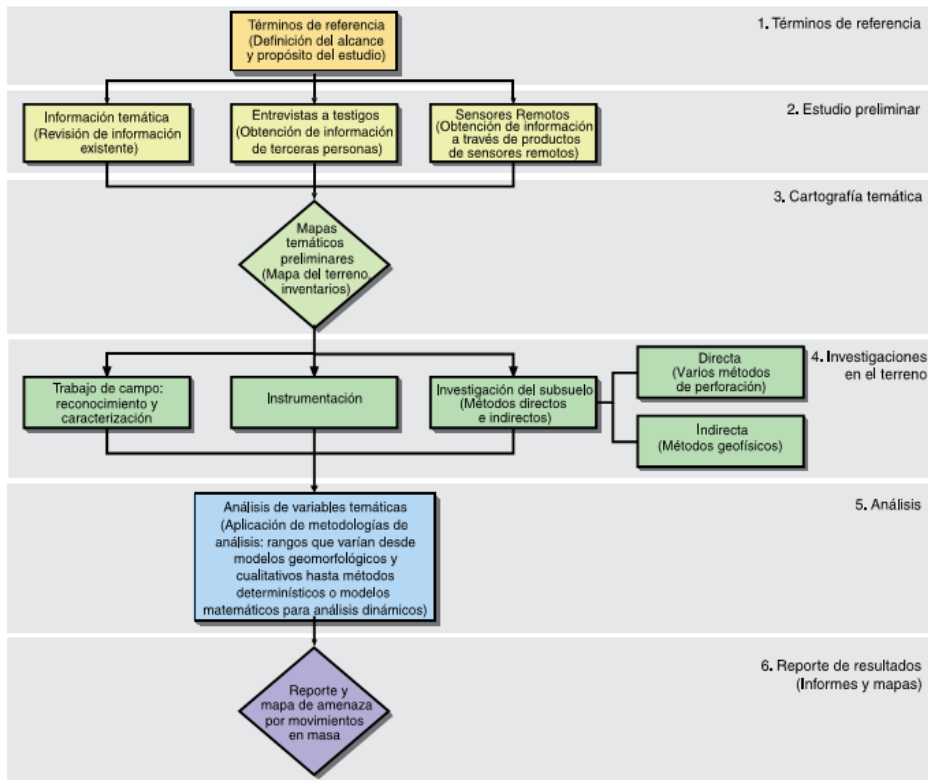 Términos de referencia
(Definición del alcance
y propósito del estudio)
1. Términos de referencia
Información temática
(Revisión de información
existente)
Entrevistas a testigos
(Obtención de información
de terceras personas)
Sensores Remotos
(Obtención de información
a través de productos
de sensores remotos)
2. Estudio preliminar
3. Cartografía temática
Mapas
temáticos
preliminares
(Mapa del terreno,
inventarios)
4. Investigaciones
en el terreno
Trabajo de campo:
reconocimiento y
caracterización
Instrumentación
Investigación del subsuelo
(Métodos directos
e indirectos)
Directa
(Varios métodos
de perforación)
Indirecta
(Métodos geofísicos)
5. Análisis
Análisis de variables temáticas
(Aplicación de metodologías de
análisis: rangos que varían desde
modelos geomorfológicos y
cualitativos hasta métodos
determinísticos o modelos
matemáticos para análisis dinámicos)
6. Reporte de resultados
(Informes y mapas)
Reporte y
mapa de amenaza
por movimientos
en masa